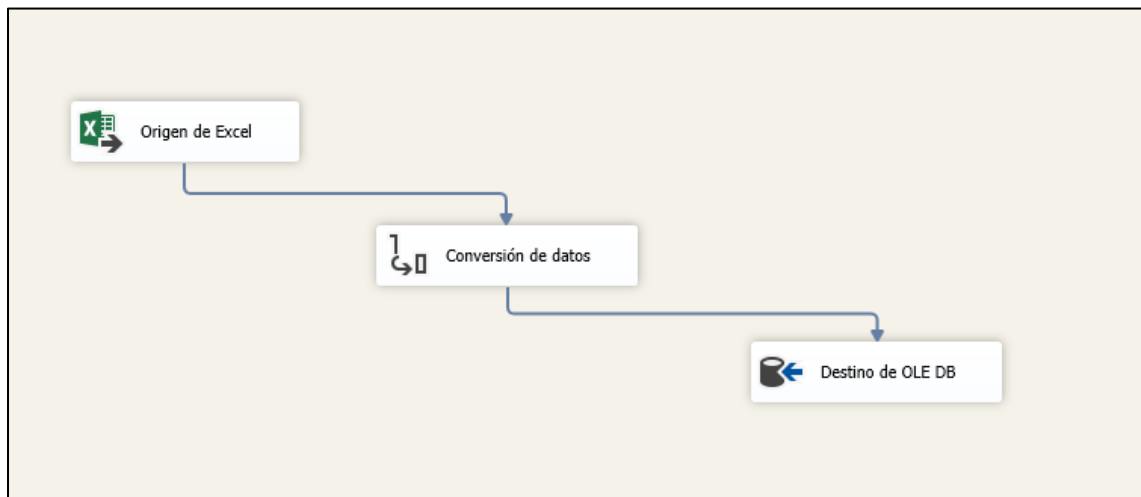 Origen de Excel
Conversión de datos
Destino de OLE DB